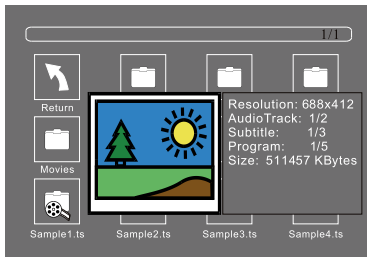 1/1
Return
Resolution: 688x412
AudioTrack: 1/2
Subtitle: 1/3
Program: 1/5
Size: 511457 KBytes
Movies
Sample1.ts
Sample2.ts
Sample3.ts
Sample4.ts